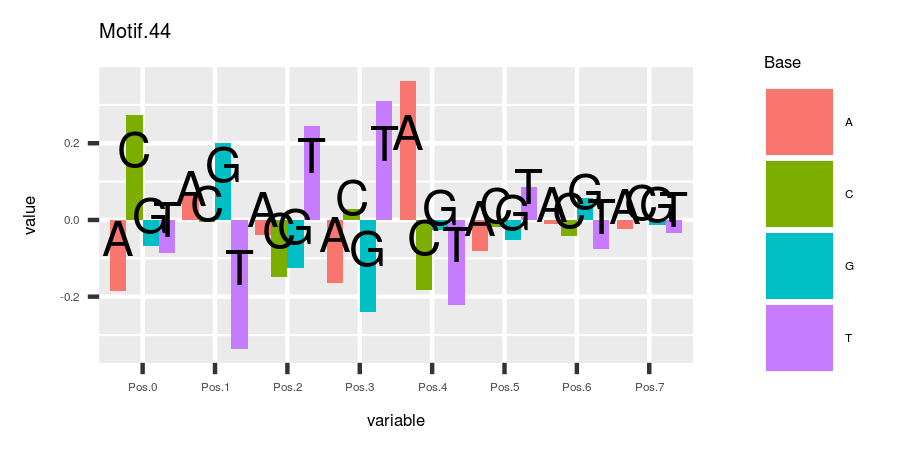 Motif.44
value
0.2
0.0
-0.2
A C G T A C G T A C G T A C G T A C G T A C G T A C G T A C G T
Pos.0 Pos.1 Pos.2 Pos.3 Pos.4 Pos.5 Pos.6 Pos.7
variable
Base
A
C
G
T